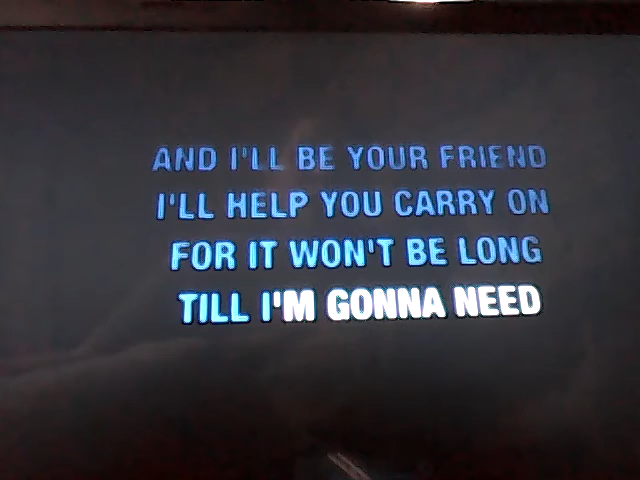 AND I'LL BE YOUR FRIEND
I'LL HELP YOU CARRY ON
FOR IT WON'T BE LONG
TILL I'M GONNA NEED